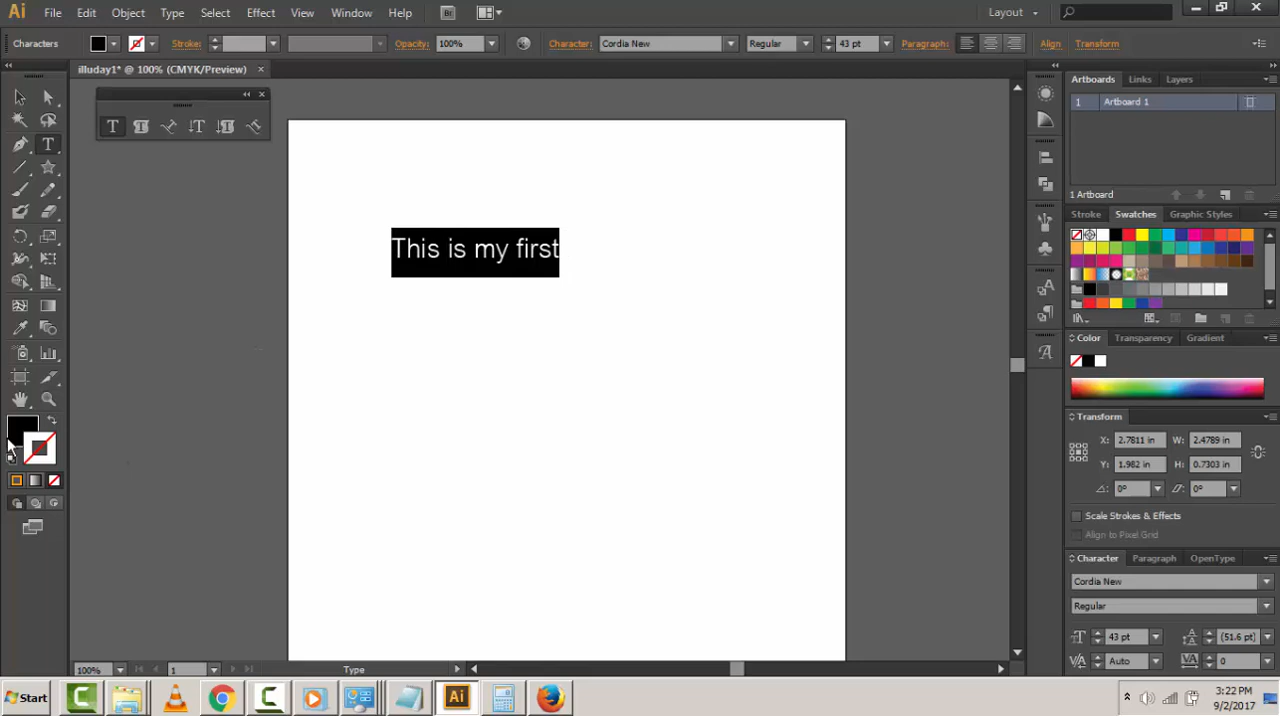 Ai File Edit Object Type Select Effect View Window Help Br Layout
Characters Stroke: Opacity: 100% Character: Cordia New Regular 43 pt Paragraph: Align Transform
illuday1* @ 100% (CMYK/Preview)
Artboards Links Layers
1 Artboard 1
1 Artboard
Stroke Swatches Graphic Styles
This is my first
Color Transparency Gradient
Transform
X: 2.7811 in W: 2.4789 in
Y: 1.982 in H: 0.7303 in
0° 0°
Scale Strokes & Effects
Align to Pixel Grid
Character Paragraph OpenType
Cordia New
Regular
43 pt (51.6 pt)
Auto 0
100% 1 Type
Start Ai 3:22 PM
9/2/2017